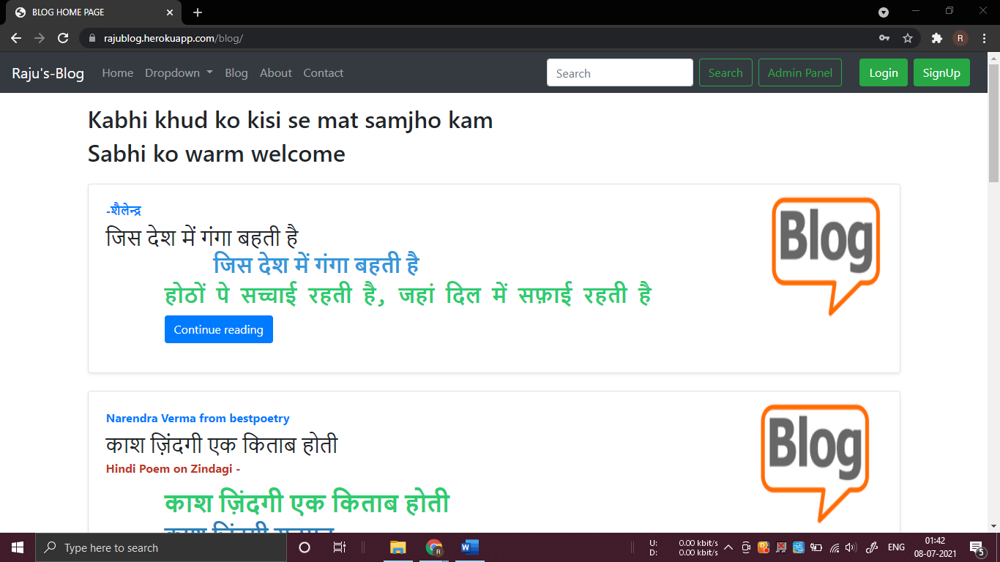 BLOG HOME PAGE
rajublog.herokuapp.com/blog/
R
Raju's-Blog Home Dropdown Blog About Contact Search Search Admin Panel Login SignUp
Kabhi khud ko kisi se mat samjho kam
Sabhi ko warm welcome
-शैलेन्द्र
जिस देश में गंगा बहती है
जिस देश में गंगा बहती है
होठों पे सच्चाई रहती है, जहां दिल में सफ़ाई रहती है
Continue reading
Blog
Narendra Verma from bestpoetry
काश ज़िंदगी एक किताब होती
Hindi Poem on Zindagi -
काश ज़िंदगी एक किताब होती
Blog
Type here to search
U: 0.00 kbit/s
D: 0.00 kbit/s
ENG
01:42
08-07-2021
5